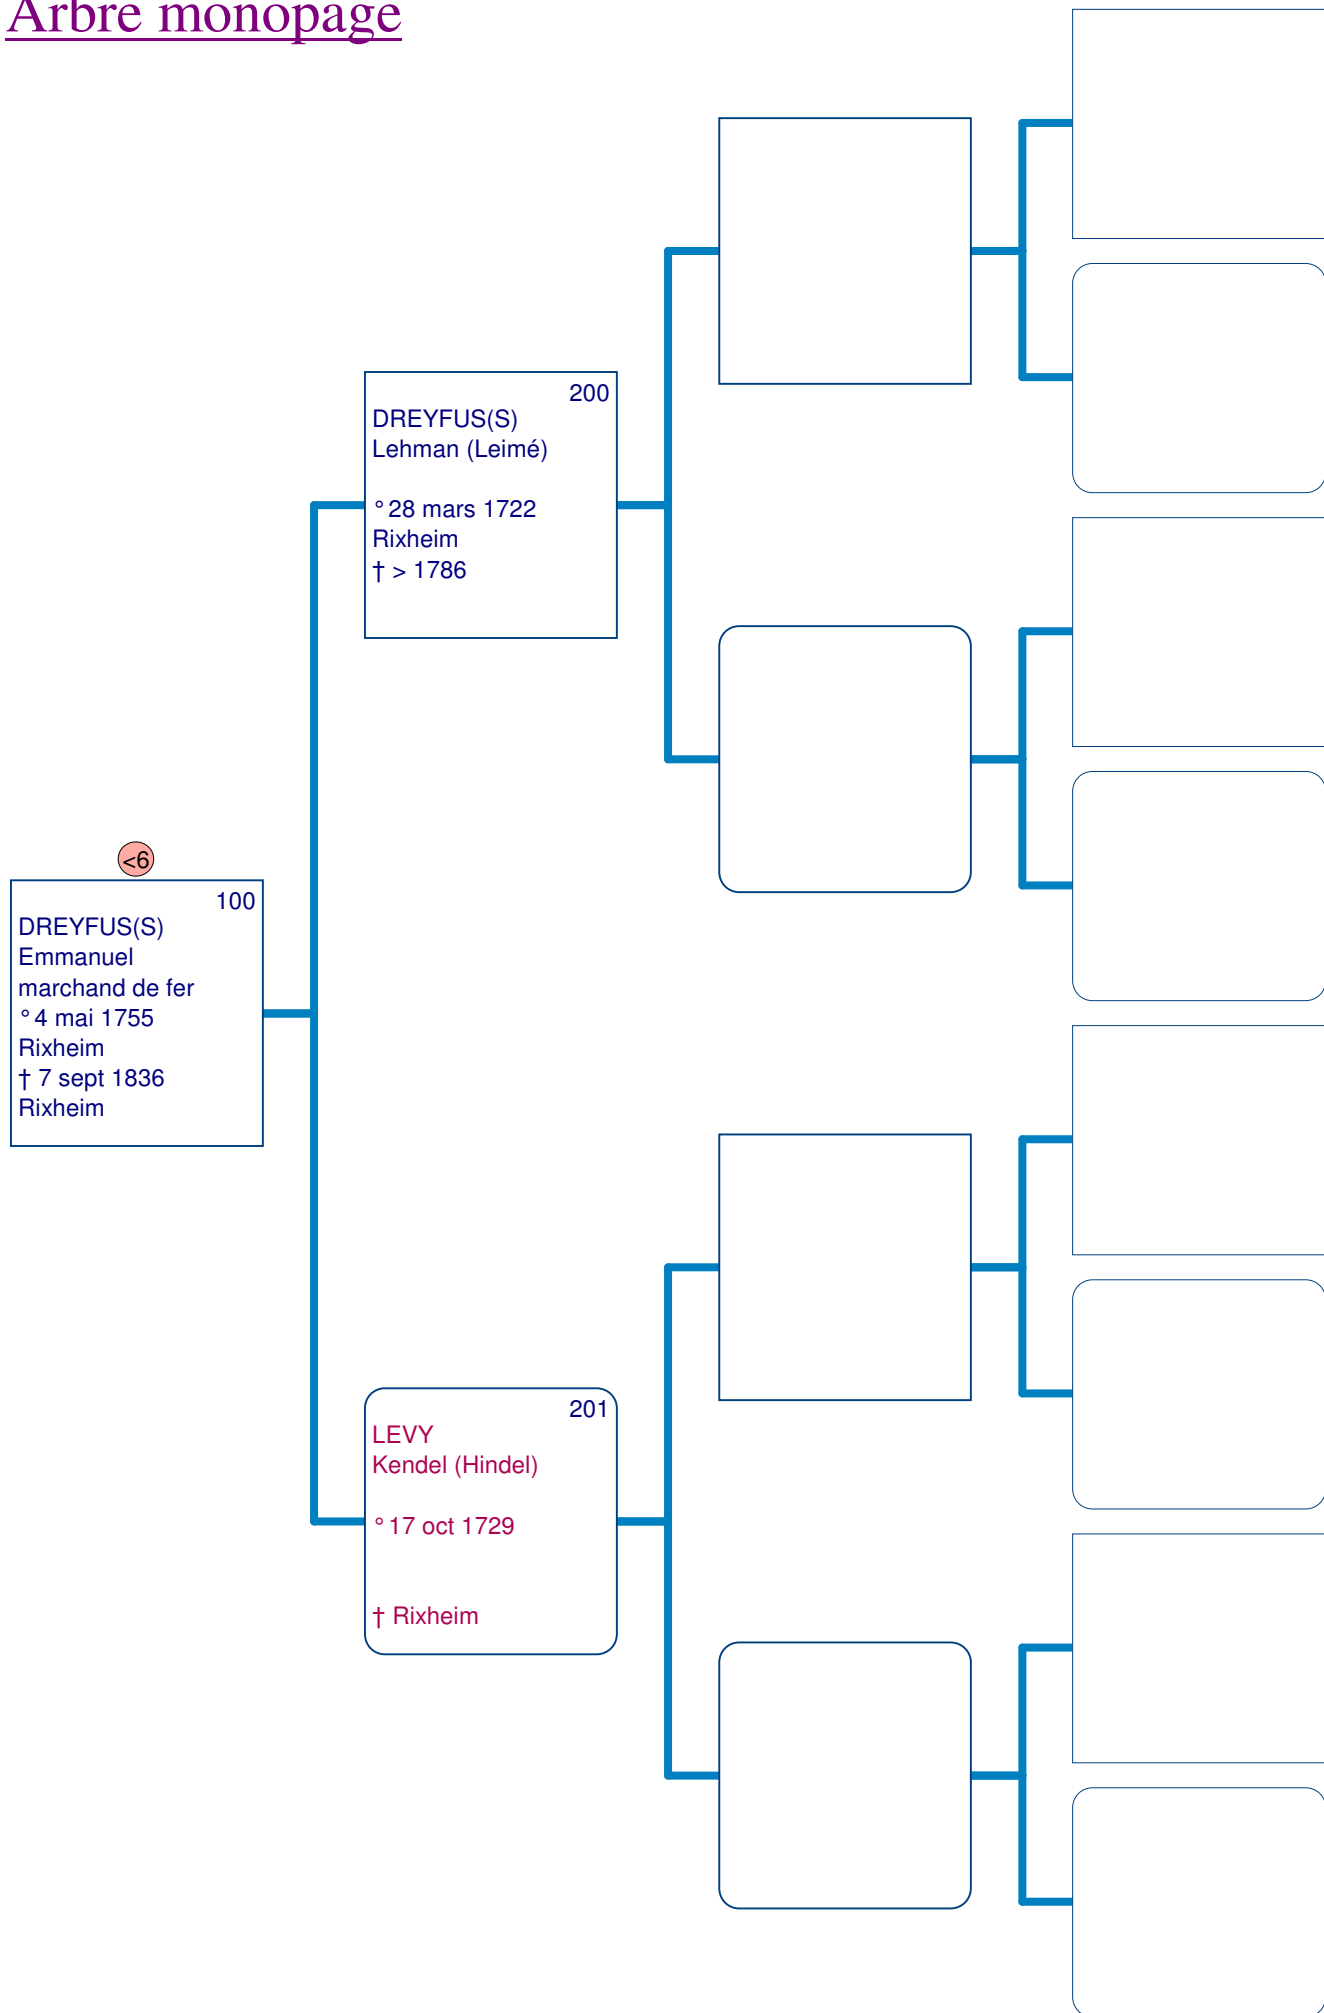 Arbre monopage
200
DREYFUS(S)
Lehman (Leimé)
° 28 mars 1722
Rixheim
† > 1786
<6
100
DREYFUS(S)
Emmanuel
marchand de fer
° 4 mai 1755
Rixheim
† 7 sept 1836
Rixheim
201
LEVY
Kendel (Hindel)
° 17 oct 1729
† Rixheim